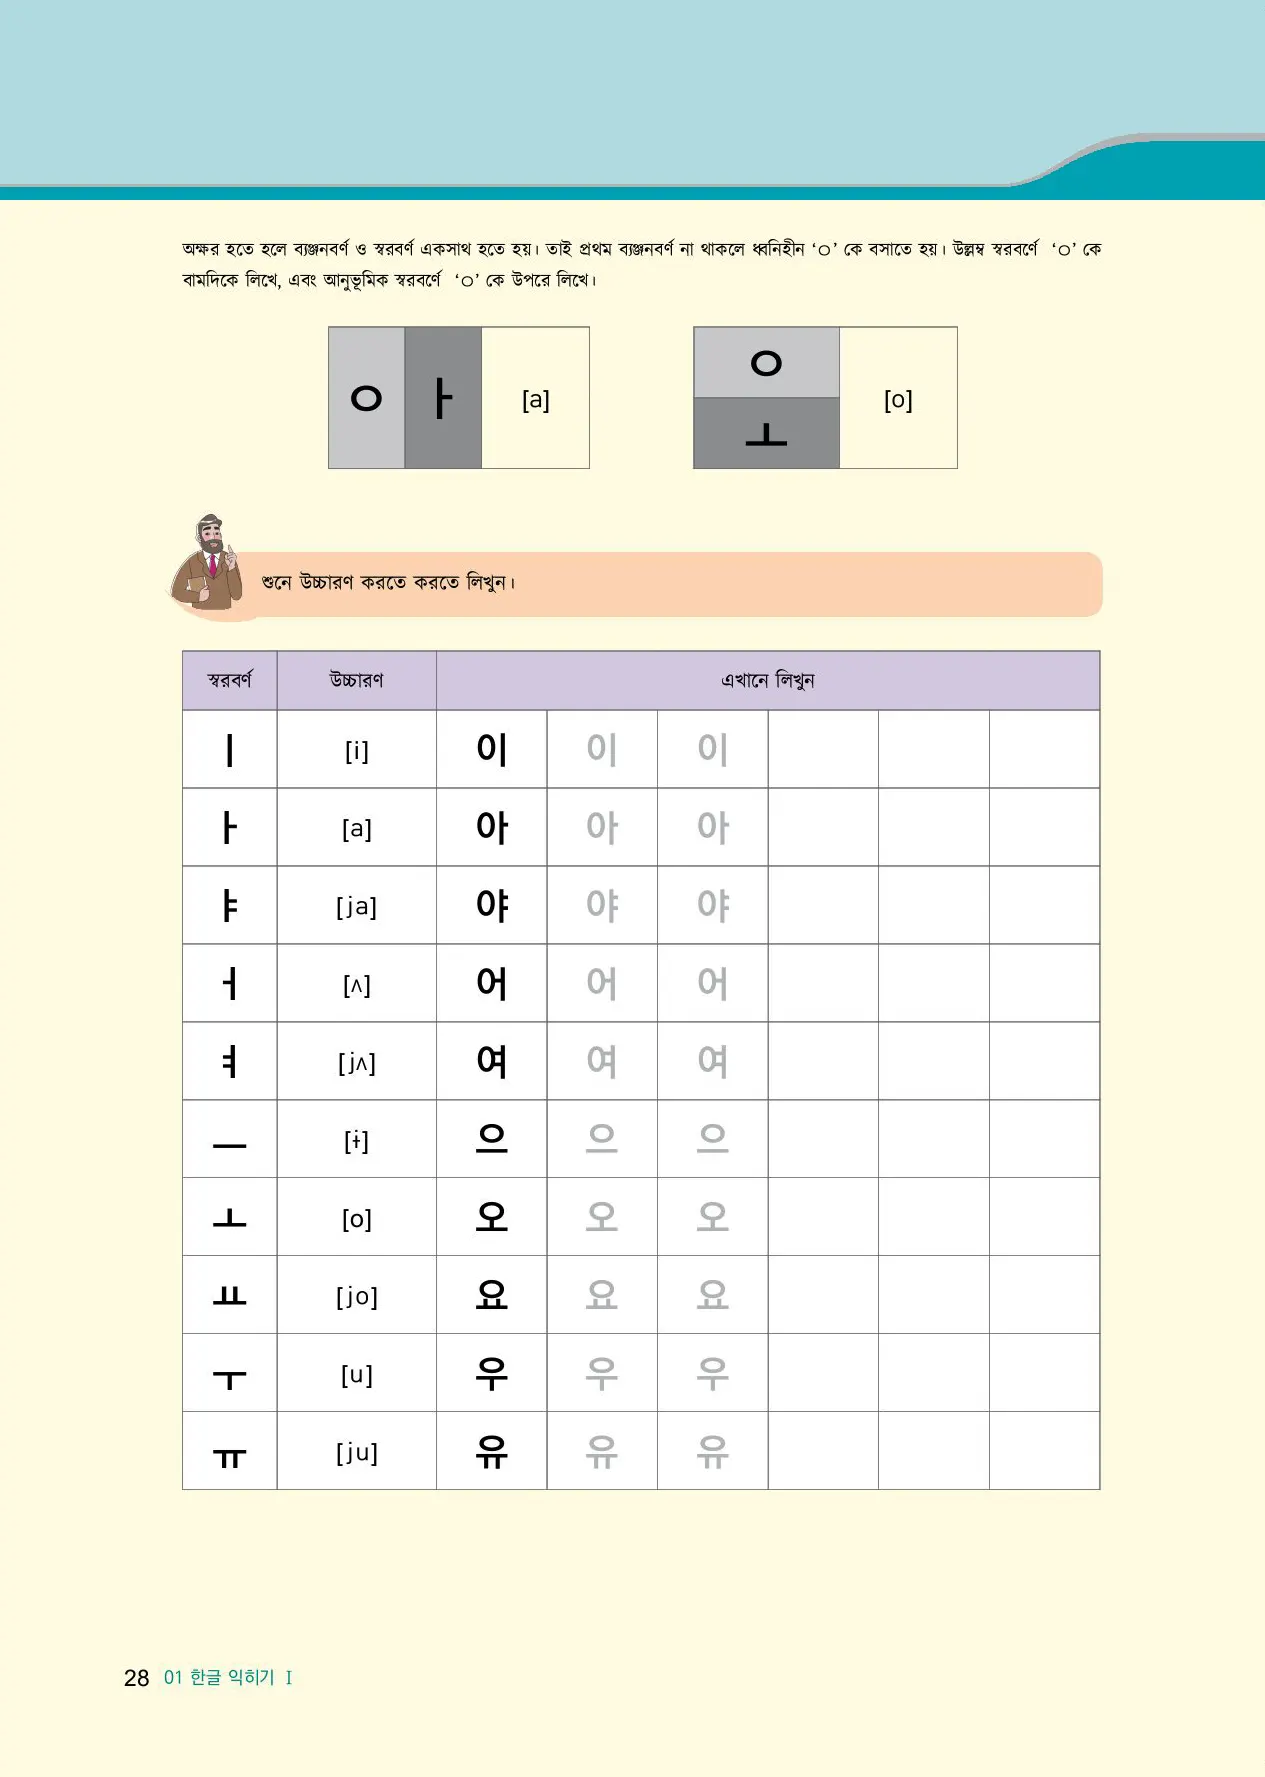 অক্ষর হতে হলে ব্যঞ্জনবর্ণ ও স্বরবর্ণ একসাথ হতে হয়। তাই প্রথম ব্যঞ্জনবর্ণ না থাকলে ধ্বনিহীন ‘ㅇ’ কে বসাতে হয়। উল্লম্ব স্বরবর্ণে ‘ㅇ’ কে
বামদিকে লিখে, এবং আনুভূমিক স্বরবর্ণে ‘ㅇ’ কে উপরে লিখে।
ㅇ ㅏ [a]
ㅇ
ㅗ [o]
শুনে উচ্চারণ করতে করতে লিখুন।
স্বরবর্ণ উচ্চারণ এখানে লিখুন
ㅣ [i] 이 이 이
ㅏ [a] 아 아 아
ㅑ [ja] 야 야 야
ㅓ [ʌ] 어 어 어
ㅕ [jʌ] 여 여 여
ㅡ [ɨ] 으 으 으
ㅗ [o] 오 오 오
ㅛ [jo] 요 요 요
ㅜ [u] 우 우 우
ㅠ [ju] 유 유 유
28 01 한글 익히기 Ⅰ